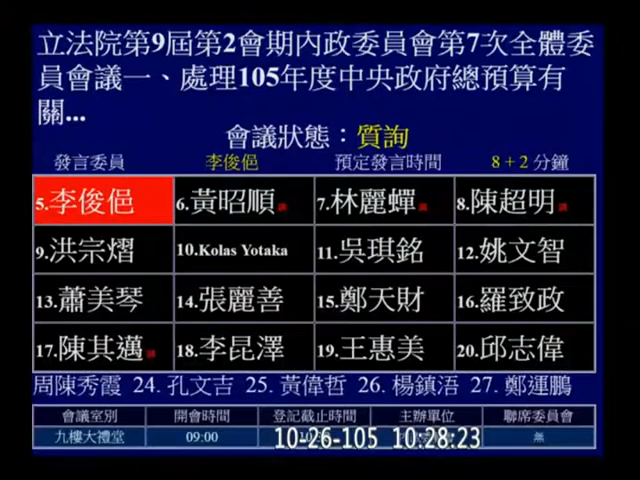 立法院第9屆第2會期內政委員會第7次全體委
員會議一、處理105年度中央政府總預算有
關...
會議狀態：質詢
發言委員 李俊俋 預定發言時間 8 + 2 分鐘
5.李俊俋 6.黃昭順 7.林麗蟬 8.陳超明
9.洪宗熠 10.Kolas Yotaka 11.吳琪銘 12.姚文智
13.蕭美琴 14.張麗善 15.鄭天財 16.羅致政
17.陳其邁 18.李昆澤 19.王惠美 20.邱志偉
周陳秀霞 24. 孔文吉 25. 黃偉哲 26. 楊鎮浯 27. 鄭運鵬
會議室別 開會時間 登記截止時間 主辦單位 聯席委員會
九樓大禮堂 09:00 無
10-26-105 10:28:23